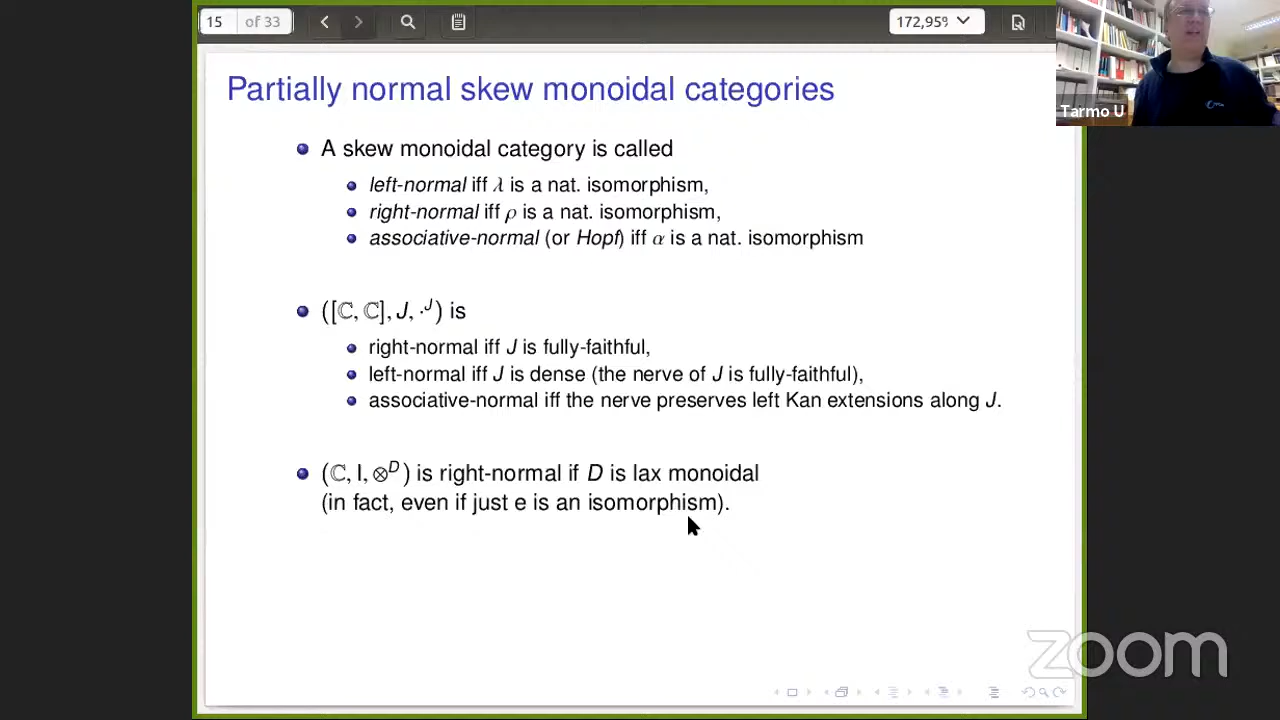 15 of 33
172,95%
Tarmo U
Partially normal skew monoidal categories
A skew monoidal category is called
left-normal iff λ is a nat. isomorphism,
right-normal iff ρ is a nat. isomorphism,
associative-normal (or Hopf) iff α is a nat. isomorphism
([ℂ, ℂ], J, ·ᴶ) is
right-normal iff J is fully-faithful,
left-normal iff J is dense (the nerve of J is fully-faithful),
associative-normal iff the nerve preserves left Kan extensions along J.
(ℂ, I, ⊗ᴰ) is right-normal if D is lax monoidal
(in fact, even if just e is an isomorphism).
zoom